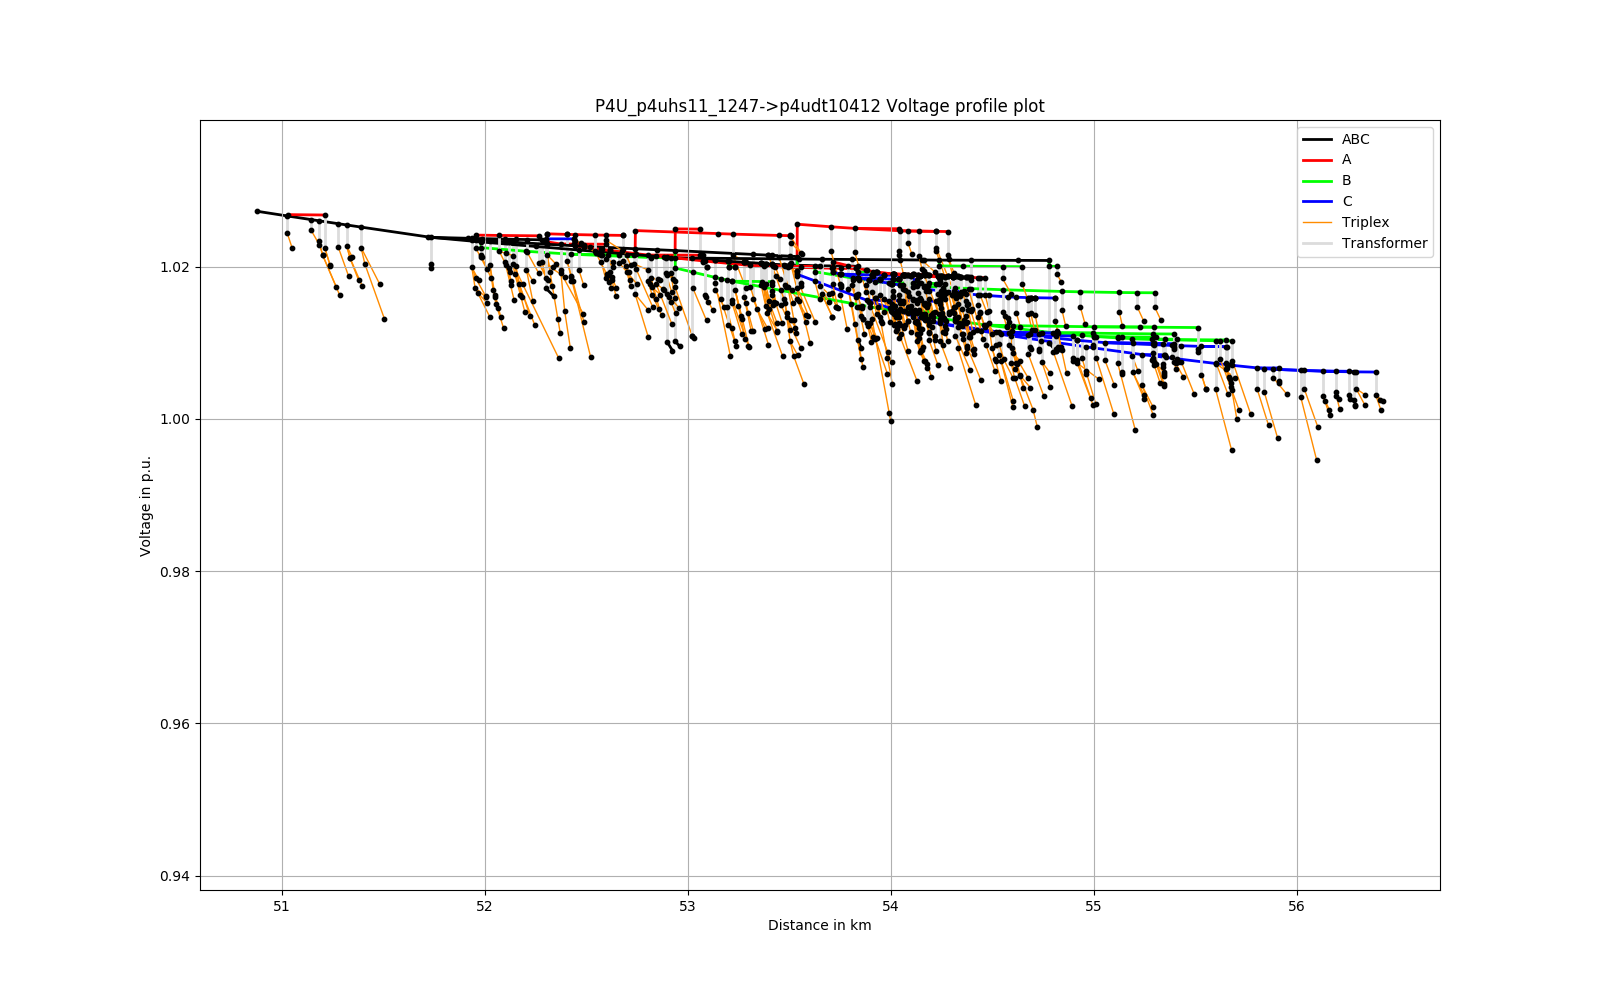 P4U_p4uhs11_1247->p4udt10412 Voltage profile plot
ABC
A
B
C
Triplex
Transformer
Voltage in p.u.
1.02
1.00
0.98
0.96
0.94
51 52 53 54 55 56
Distance in km